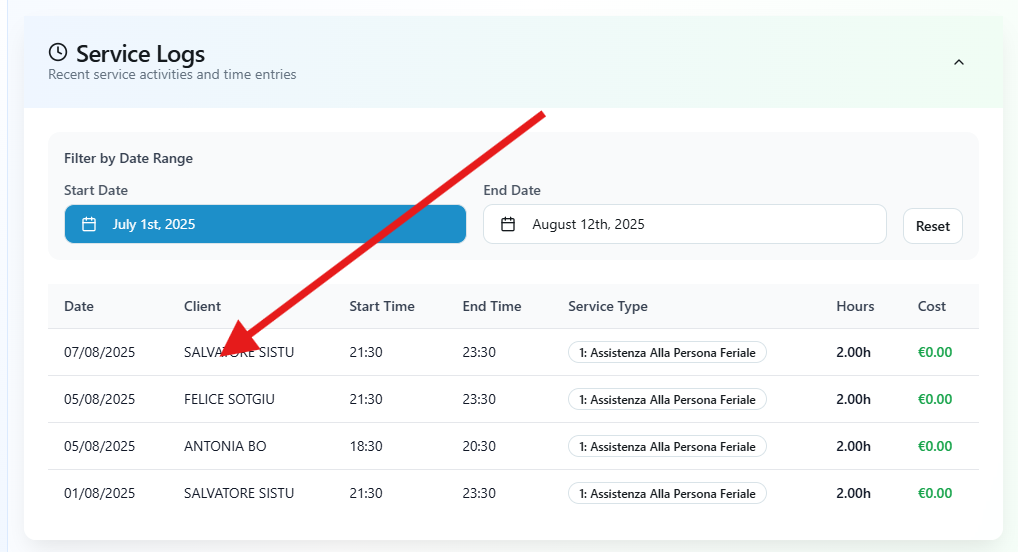 Service Logs
Recent service activities and time entries
Filter by Date Range
Start Date End Date
July 1st, 2025 August 12th, 2025 Reset
Date Client Start Time End Time Service Type Hours Cost
07/08/2025 SALVATORE SISTU 21:30 23:30 1: Assistenza Alla Persona Feriale 2.00h €0.00
05/08/2025 FELICE SOTGIU 21:30 23:30 1: Assistenza Alla Persona Feriale 2.00h €0.00
05/08/2025 ANTONIA BO 18:30 20:30 1: Assistenza Alla Persona Feriale 2.00h €0.00
01/08/2025 SALVATORE SISTU 21:30 23:30 1: Assistenza Alla Persona Feriale 2.00h €0.00